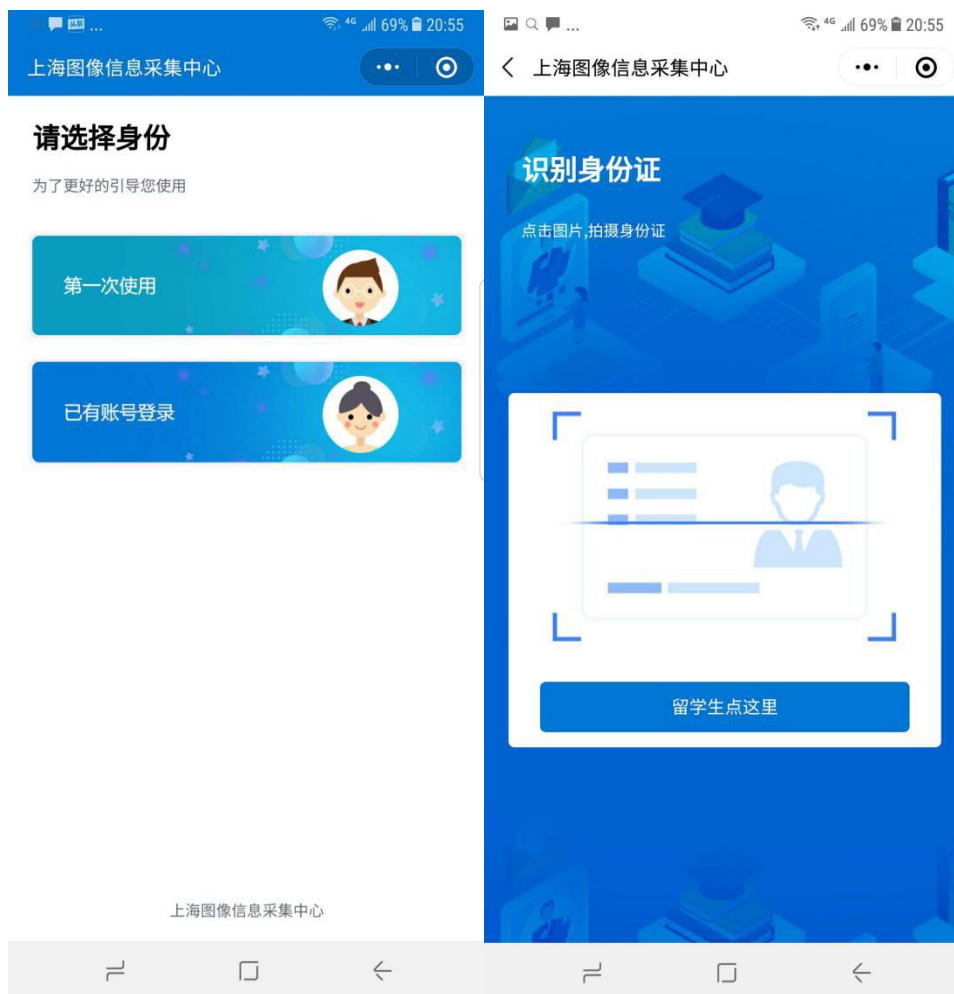 ... 4G 69% 20:55
上海图像信息采集中心
请选择身份
为了更好的引导您使用
第一次使用
已有账号登录
上海图像信息采集中心
... 4G 69% 20:55
上海图像信息采集中心
识别身份证
点击图片,拍摄身份证
留学生点这里